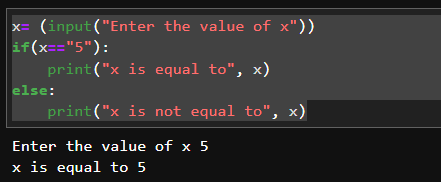 x= (input("Enter the value of x"))
if(x=="5"):
    print("x is equal to", x)
else:
    print("x is not equal to", x)
Enter the value of x 5
x is equal to 5